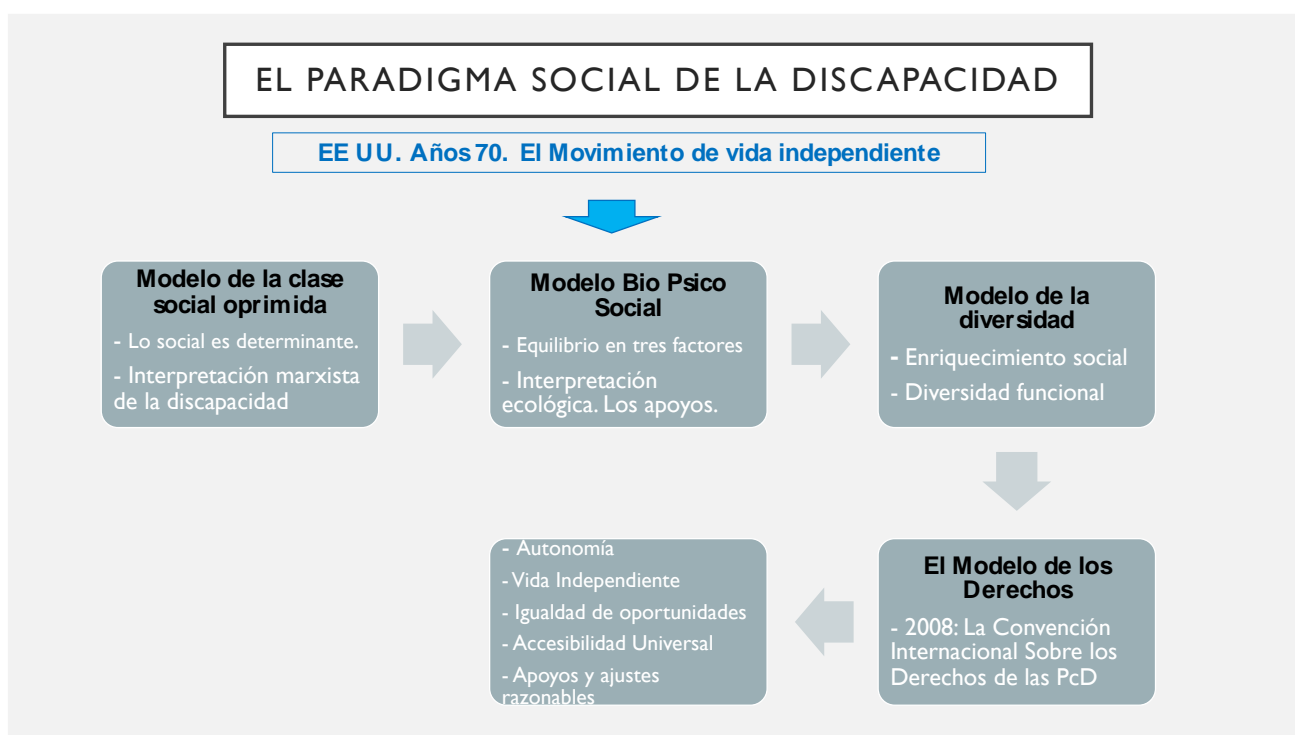 EL PARADIGMA SOCIAL DE LA DISCAPACIDAD
EE UU. Años 70. El Movimiento de vida independiente
Modelo de la clase
social oprimida
- Lo social es determinante.
- Interpretación marxista
de la discapacidad
Modelo Bio Psico
Social
- Equilibrio en tres factores
- Interpretación
ecológica. Los apoyos.
Modelo de la
diversidad
- Enriquecimiento social
- Diversidad funcional
El Modelo de los
Derechos
- 2008: La Convención
Internacional Sobre los
Derechos de las PcD
- Autonomía
- Vida Independiente
- Igualdad de oportunidades
- Accesibilidad Universal
- Apoyos y ajustes
razonables